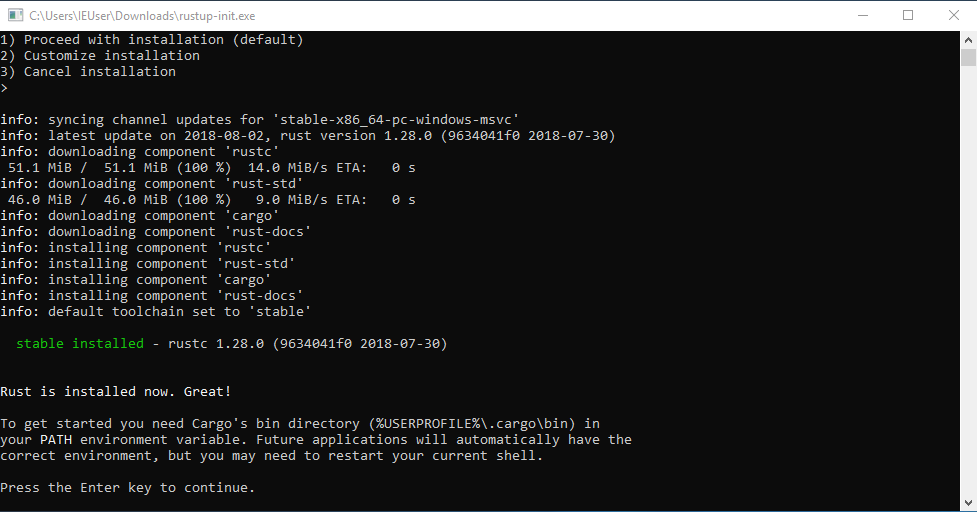 C:\Users\IEUser\Downloads\rustup-init.exe
1) Proceed with installation (default)
2) Customize installation
3) Cancel installation
>
info: syncing channel updates for 'stable-x86_64-pc-windows-msvc'
info: latest update on 2018-08-02, rust version 1.28.0 (9634041f0 2018-07-30)
info: downloading component 'rustc'
 51.1 MiB /  51.1 MiB (100 %)  14.0 MiB/s ETA:   0 s
info: downloading component 'rust-std'
 46.0 MiB /  46.0 MiB (100 %)   9.0 MiB/s ETA:   0 s
info: downloading component 'cargo'
info: downloading component 'rust-docs'
info: installing component 'rustc'
info: installing component 'rust-std'
info: installing component 'cargo'
info: installing component 'rust-docs'
info: default toolchain set to 'stable'
  stable installed - rustc 1.28.0 (9634041f0 2018-07-30)
Rust is installed now. Great!
To get started you need Cargo's bin directory (%USERPROFILE%\.cargo\bin) in
your PATH environment variable. Future applications will automatically have the
correct environment, but you may need to restart your current shell.
Press the Enter key to continue.